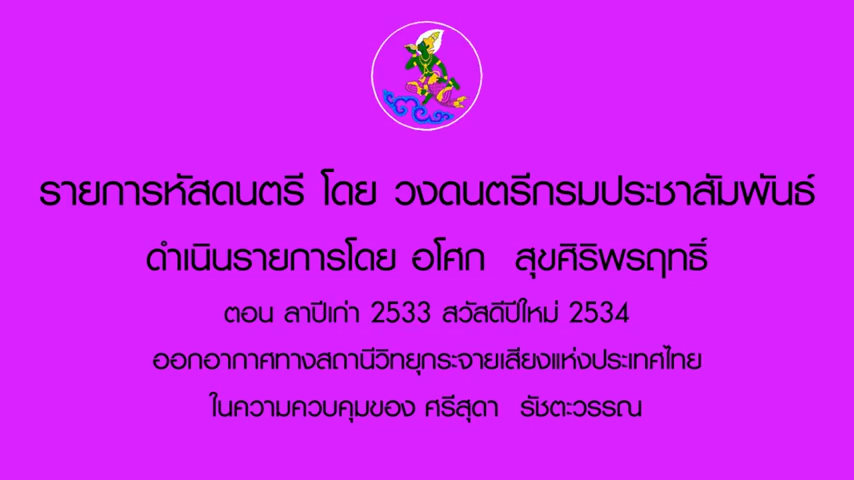 รายการหัสดนตรี โดย วงดนตรีกรมประชาสัมพันธ์
ดำเนินรายการโดย อโศก สุขศิริพรฤทธิ์
ตอน ลาปีเก่า 2533 สวัสดีปีใหม่ 2534
ออกอากาศทางสถานีวิทยุกระจายเสียงแห่งประเทศไทย
ในความควบคุมของ ศรีสุดา รัชตะวรรณ